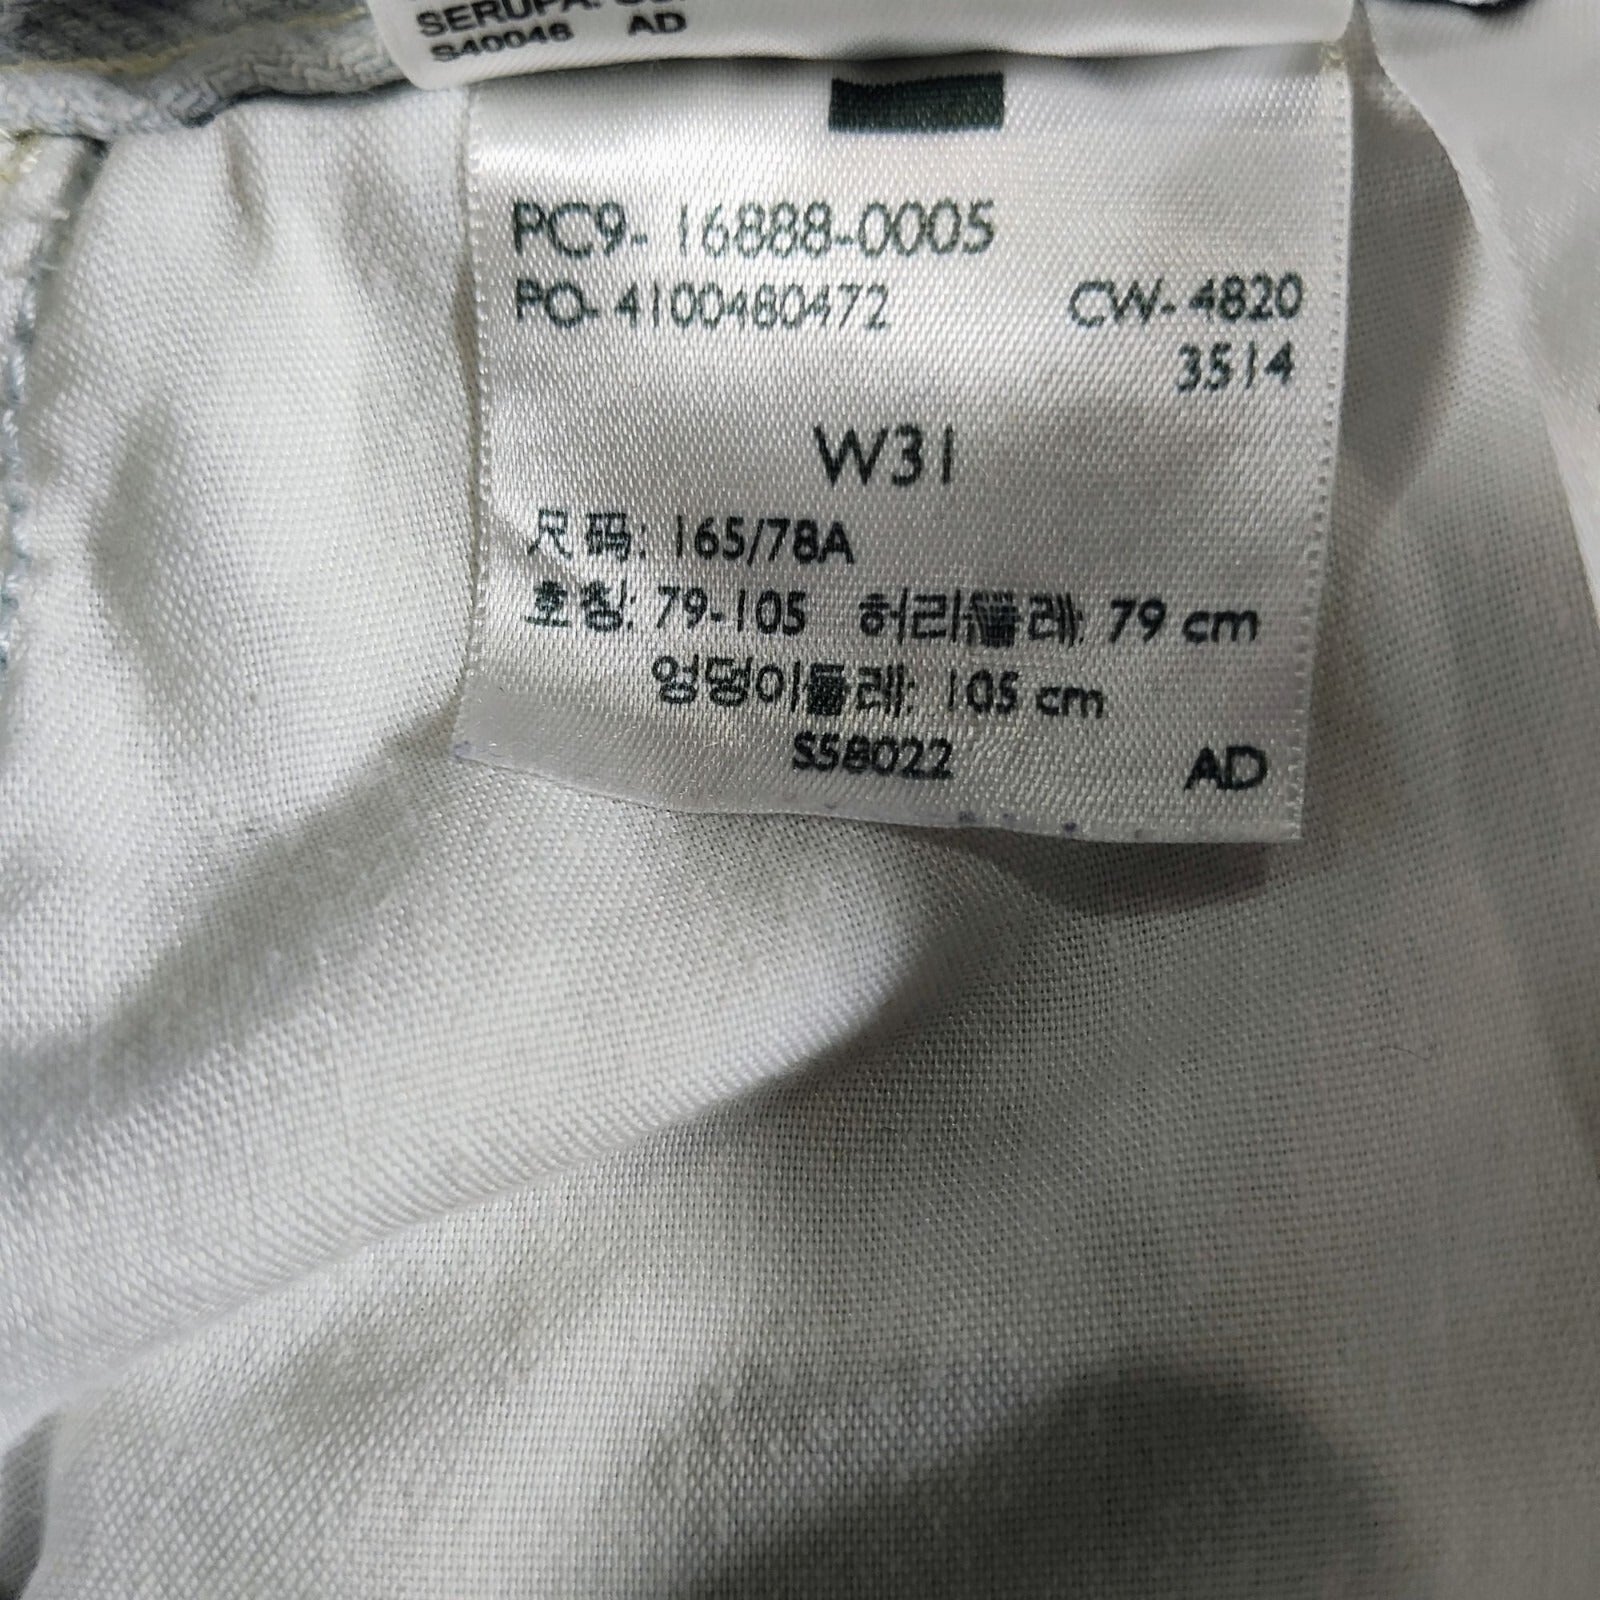 SERUPA:
S40046 AD
PC9-16888-0005
PO-4100480472 CW-4820
3514
W31
尺码: 165/78A
호칭: 79-105 허리둘레: 79 cm
엉덩이둘레: 105 cm
S58022 AD